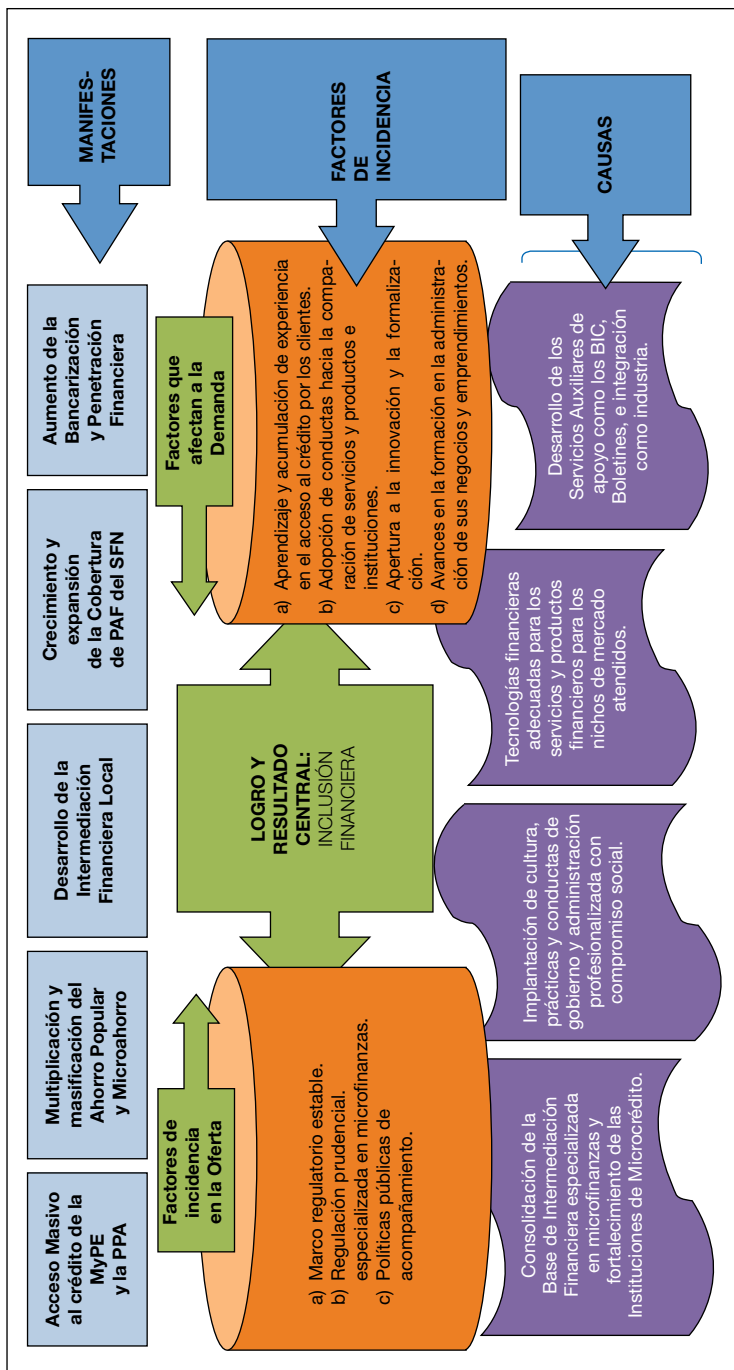 Acceso Masivo
al crédito de la
MyPE
y la PPA
Multiplicación y
masificación del
Ahorro Popular
y Microahorro
Desarrollo de la
Intermediación
Financiera Local
Crecimiento y
expansión
de la Cobertura
de PAF del SFN
Aumento de la
Bancarización
y Penetración
Financiera
MANIFES-
TACIONES
Factores de
incidencia
en la Oferta
a) Marco regulatorio estable.
b) Regulación prudencial.
especializada en microfinanzas.
c) Políticas públicas de
acompañamiento.
LOGRO Y
RESULTADO
CENTRAL:
INCLUSIÓN
FINANCIERA
Factores que
afectan a la
Demanda
a) Aprendizaje y acumulación de experiencia
en el acceso al crédito por los clientes.
b) Adopción de conductas hacia la compa-
ración de servicios y productos e
instituciones.
c) Apertura a la innovación y la formaliza-
ción.
d) Avances en la formación en la administra-
ción de sus negocios y emprendimientos.
FACTORES
DE
INCIDENCIA
Consolidación de la
Base de Intermediación
Financiera especializada
en microfinanzas y
fortalecimiento de las
Instituciones de Microcrédito.
Implantación de cultura,
prácticas y conductas de
gobierno y administración
profesionalizada con
compromiso social.
Tecnologías financieras
adecuadas para los
servicios y productos
financieros para los
nichos de mercado
atendidos.
Desarrollo de los
Servicios Auxiliares de
apoyo como los BIC,
Boletines, e integración
como industria.
CAUSAS